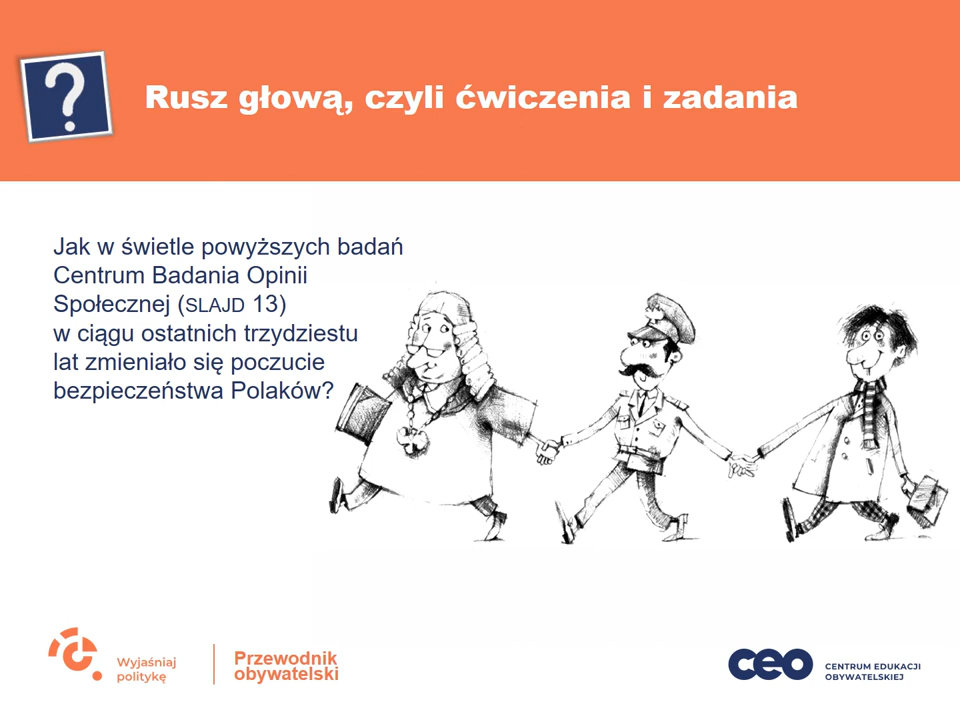 ?
Rusz głową, czyli ćwiczenia i zadania
Jak w świetle powyższych badań
Centrum Badania Opinii
Społecznej (SLAJD 13)
w ciągu ostatnich trzydziestu
lat zmieniało się poczucie
bezpieczeństwa Polaków?
Wyjaśniaj
politykę
Przewodnik
obywatelski
ceo
CENTRUM EDUKACJI
OBYWATELSKIEJ